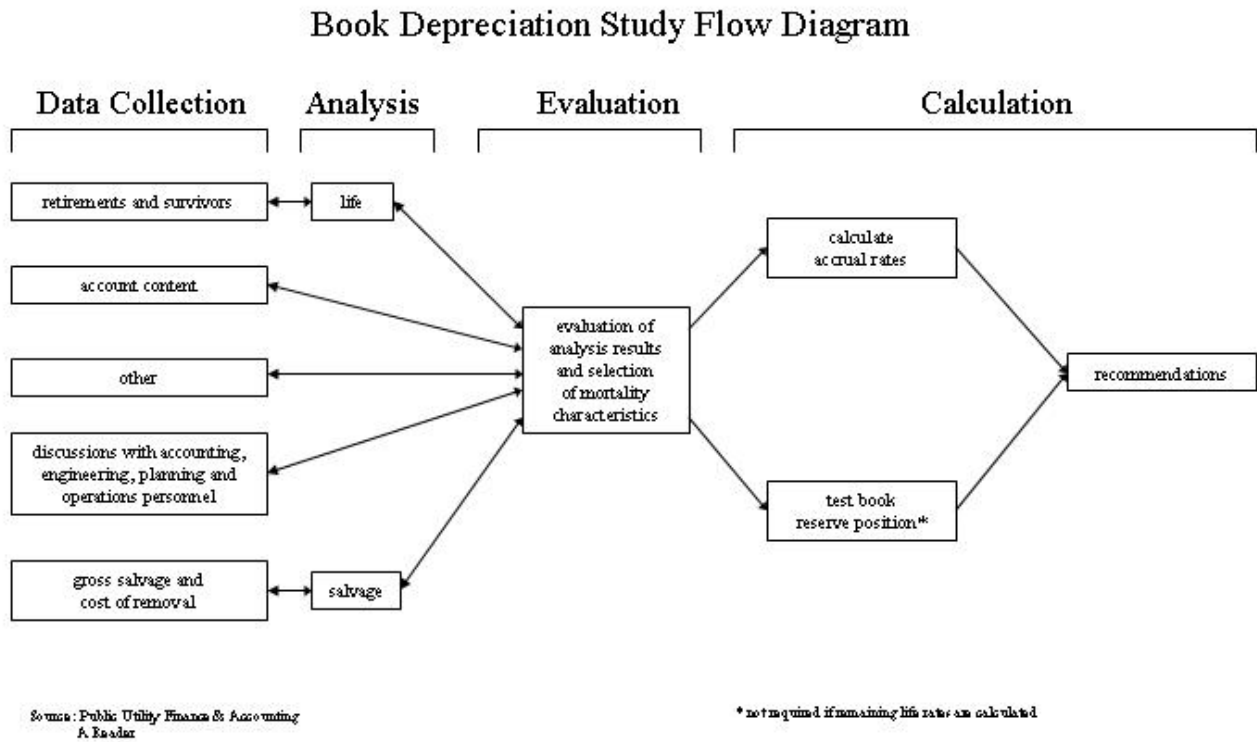 Book Depreciation Study Flow Diagram
Data Collection
Analysis
Evaluation
Calculation
retirements and survivors
life
account content
other
discussions with accounting,
engineering, planning and
operations personnel
gross salvage and
cost of removal
salvage
evaluation of
analysis results
and selection
of mortality
characteristics
calculate
accrual rates
test book
reserve position*
recommendations
Source: Public Utility Finance & Accounting
A Reader
* not required if remaining life rates are calculated